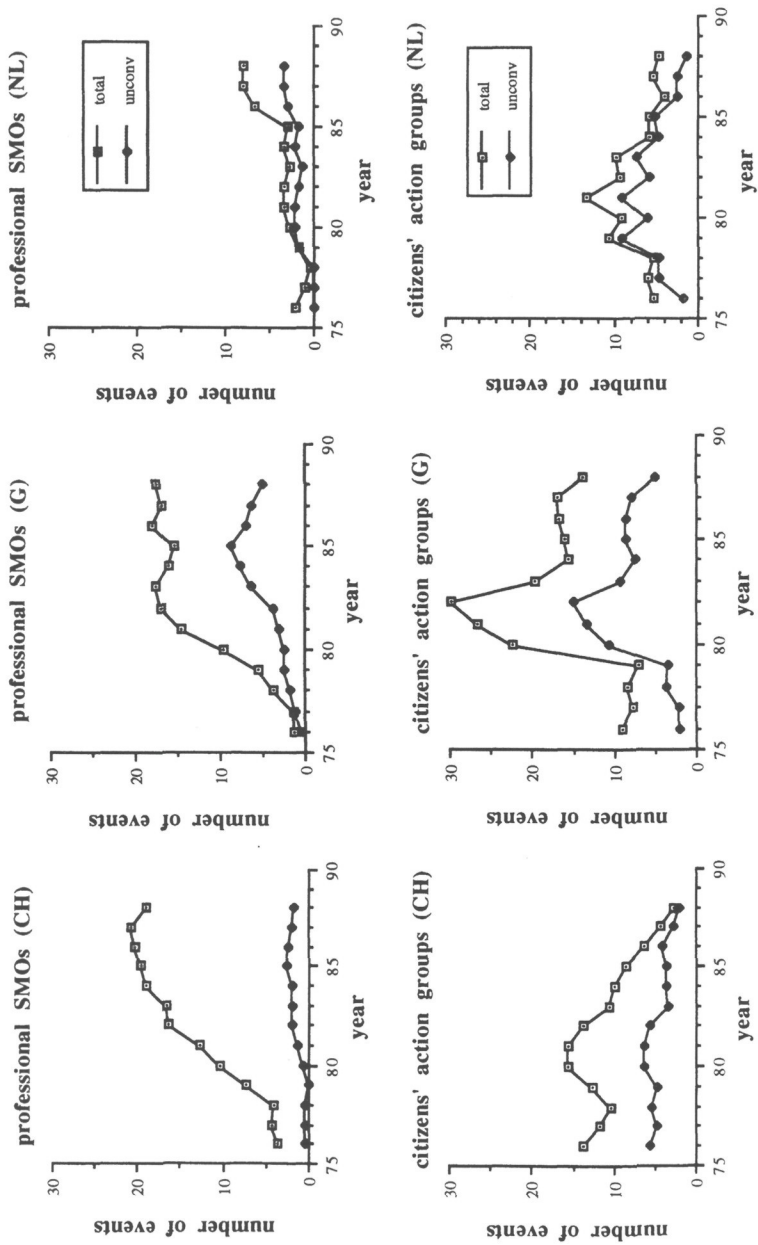 professional SMOs (CH)
number of events
30
20
10
0
75
80
85
90
year
professional SMOs (G)
number of events
30
20
10
0
75
80
85
90
year
professional SMOs (NL)
number of events
30
20
10
0
75
80
85
90
year
total
unconv
citizens' action groups (CH)
number of events
30
20
10
0
75
80
85
90
year
citizens' action groups (G)
number of events
30
20
10
0
75
80
85
90
year
citizens' action groups (NL)
number of events
30
20
10
0
75
80
85
90
year
total
unconv